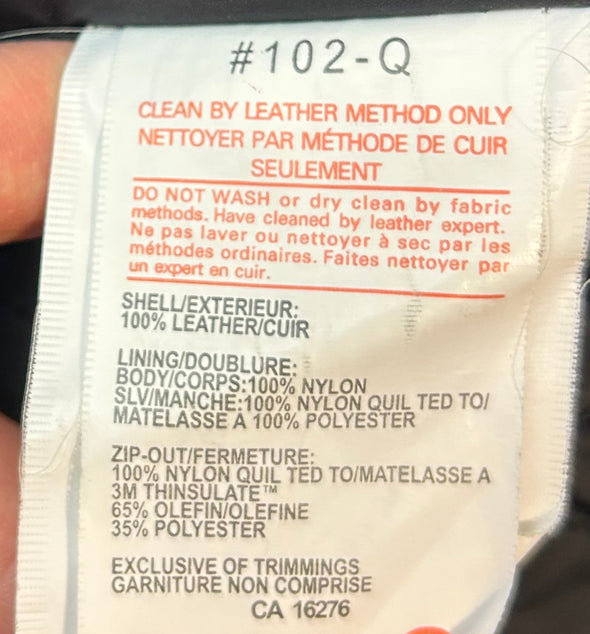 #102-Q
CLEAN BY LEATHER METHOD ONLY
NETTOYER PAR MÉTHODE DE CUIR
SEULEMENT
DO NOT WASH or dry clean by fabric
methods. Have cleaned by leather expert.
Ne pas laver ou nettoyer à sec par les
méthodes ordinaires. Faites nettoyer par
un expert en cuir.
SHELL/EXTERIEUR:
100% LEATHER/CUIR
LINING/DOUBLURE:
BODY/CORPS:100% NYLON
SLV/MANCHE:100% NYLON QUIL TED TO/
MATELASSE A 100% POLYESTER
ZIP-OUT/FERMETURE:
100% NYLON QUIL TED TO/MATELASSE A
3M THINSULATE™
65% OLEFIN/OLEFINE
35% POLYESTER
EXCLUSIVE OF TRIMMINGS
GARNITURE NON COMPRISE
CA 16276